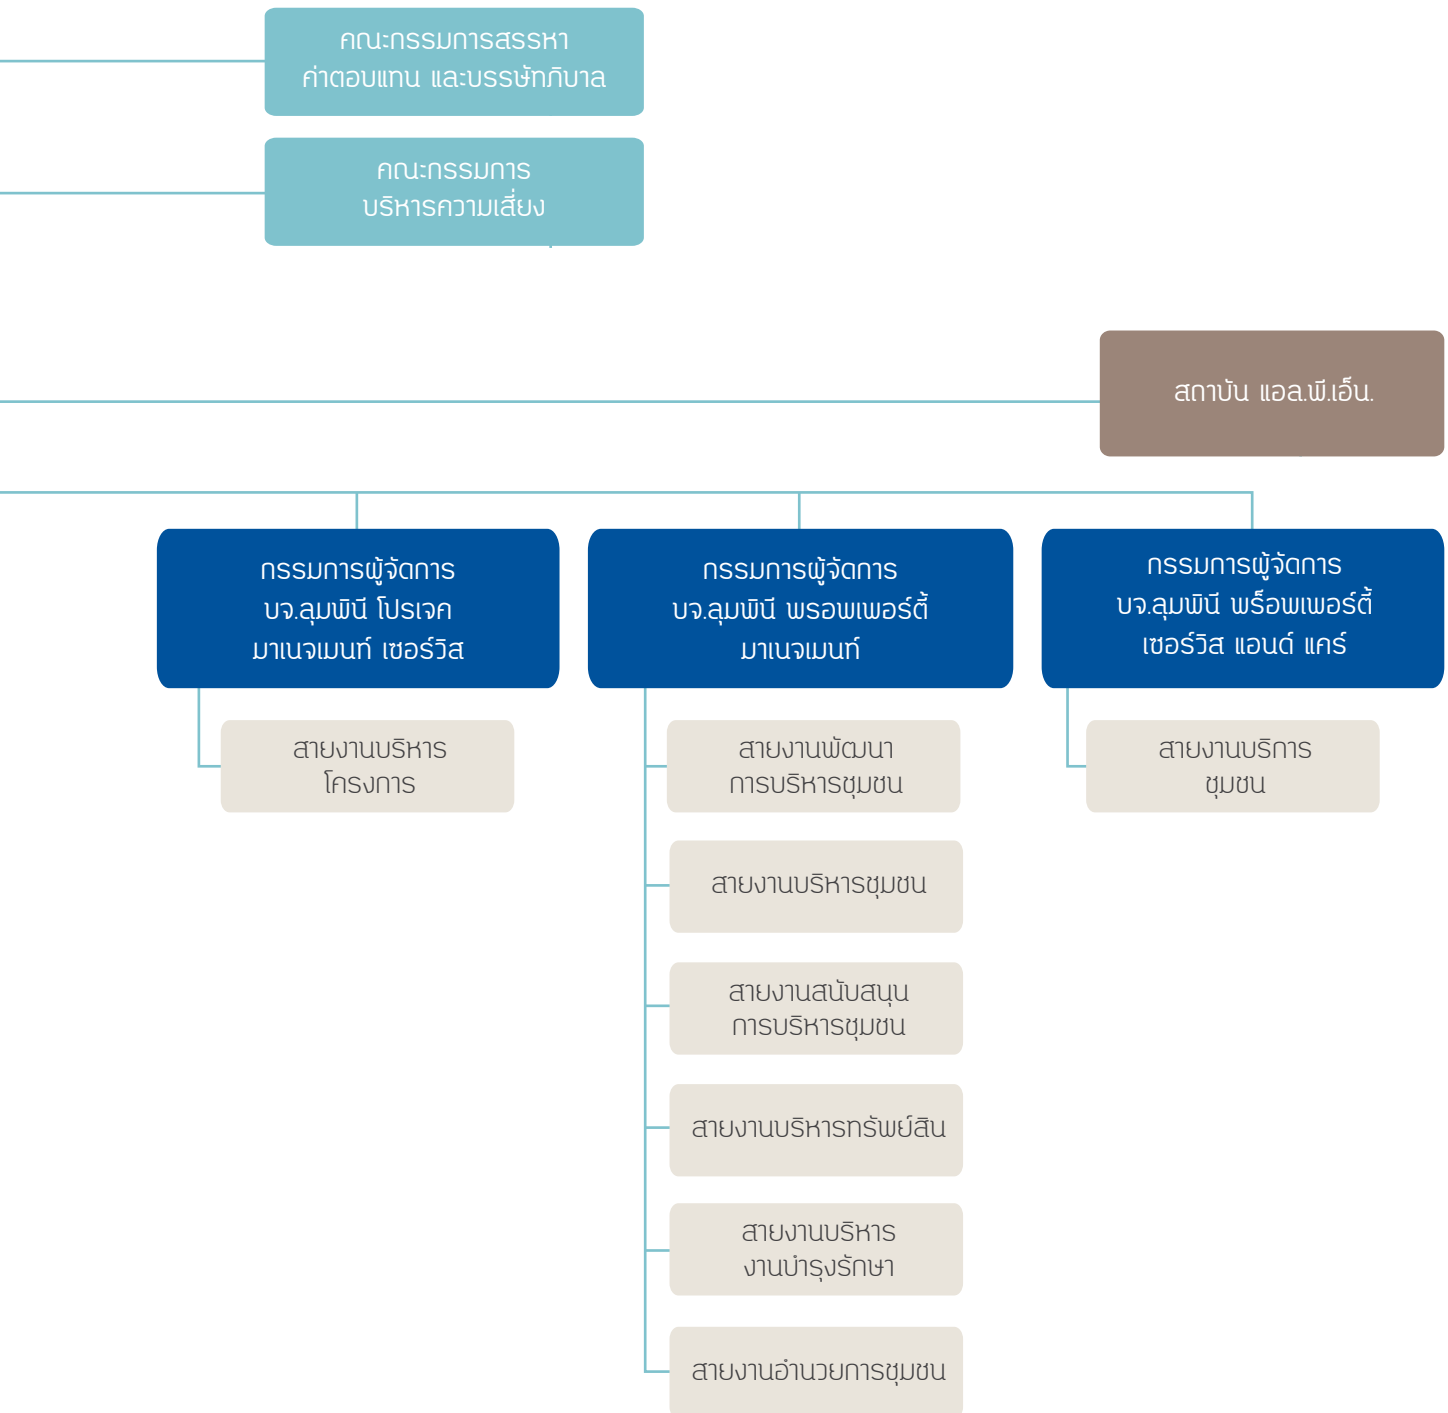 คณะกรรมการสรรหา
ค่าตอบแทน และบรรษัทภิบาล
คณะกรรมการ
บริหารความเสี่ยง
สถาบัน แอล.พี.เอ็น.
กรรมการผู้จัดการ
บจ.ลุมพินี โปรเจค
มาเนจเมนท์ เซอร์วิส
กรรมการผู้จัดการ
บจ.ลุมพินี พรอพเพอร์ตี้
มาเนจเมนท์
กรรมการผู้จัดการ
บจ.ลุมพินี พร็อพเพอร์ตี้
เซอร์วิส แอนด์ แคร์
สายงานบริหาร
โครงการ
สายงานพัฒนา
การบริหารชุมชน
สายงานบริหารชุมชน
สายงานสนับสนุน
การบริหารชุมชน
สายงานบริหารทรัพย์สิน
สายงานบริหาร
งานบำรุงรักษา
สายงานอำนวยการชุมชน
สายงานบริการ
ชุมชน